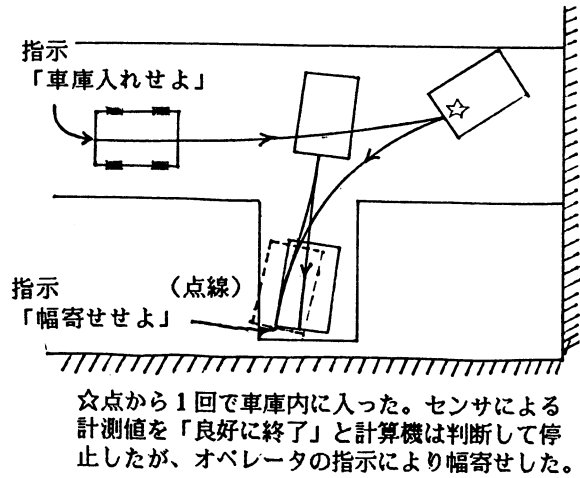 指示
「車庫入れせよ」
指示
(点線)
「幅寄せせよ」
☆点から1回で車庫内に入った。センサによる
計測値を「良好に終了」と計算機は判断して停
止したが、オペレータの指示により幅寄せした。